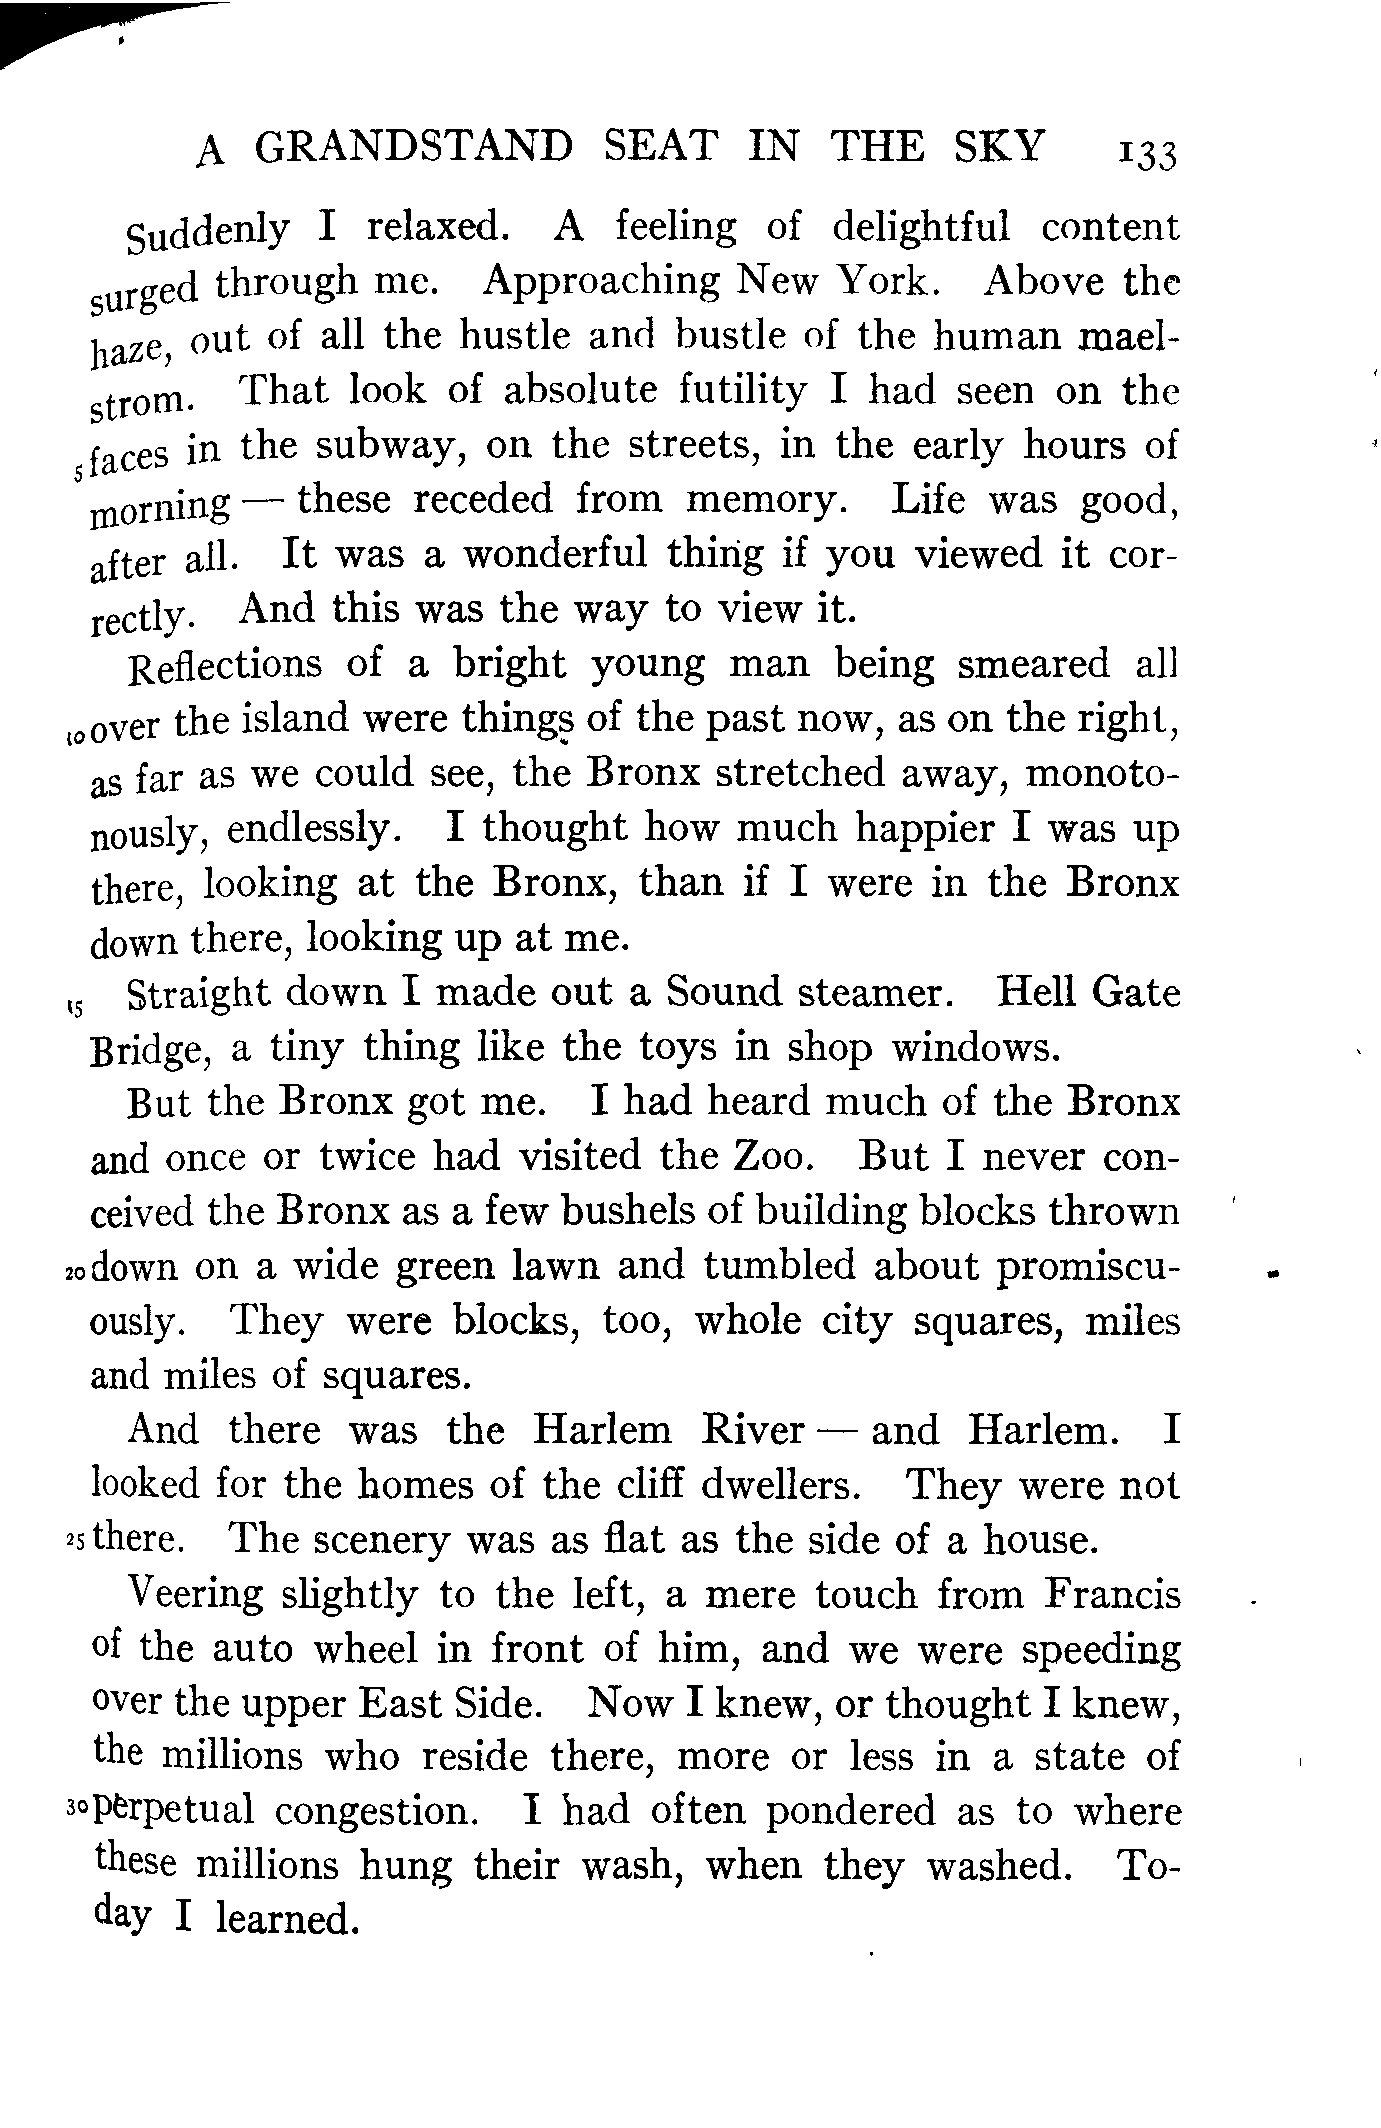 A GRANDSTAND SEAT IN THE SKY 133
Suddenly I relaxed. A feeling of delightful content
surged through me. Approaching New York. Above the
haze, out of all the hustle and bustle of the human mael-
strom. That look of absolute futility I had seen on the
5 faces in the subway, on the streets, in the early hours of
morning — these receded from memory. Life was good,
after all. It was a wonderful thing if you viewed it cor-
rectly. And this was the way to view it.
Reflections of a bright young man being smeared all
10 over the island were things of the past now, as on the right,
as far as we could see, the Bronx stretched away, monoto-
nously, endlessly. I thought how much happier I was up
there, looking at the Bronx, than if I were in the Bronx
down there, looking up at me.
15 Straight down I made out a Sound steamer. Hell Gate
Bridge, a tiny thing like the toys in shop windows.
But the Bronx got me. I had heard much of the Bronx
and once or twice had visited the Zoo. But I never con-
ceived the Bronx as a few bushels of building blocks thrown
20 down on a wide green lawn and tumbled about promiscu-
ously. They were blocks, too, whole city squares, miles
and miles of squares.
And there was the Harlem River — and Harlem. I
looked for the homes of the cliff dwellers. They were not
25 there. The scenery was as flat as the side of a house.
Veering slightly to the left, a mere touch from Francis
of the auto wheel in front of him, and we were speeding
over the upper East Side. Now I knew, or thought I knew,
the millions who reside there, more or less in a state of
30 perpetual congestion. I had often pondered as to where
these millions hung their wash, when they washed. To-
day I learned.